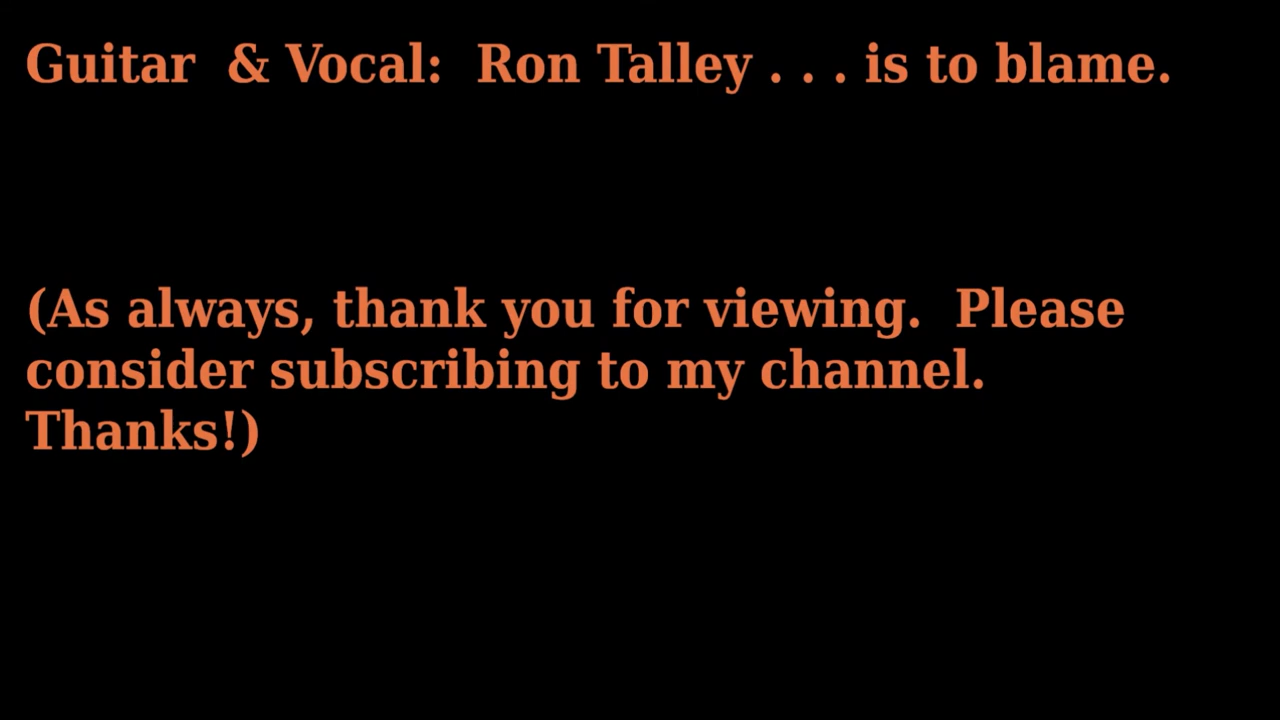 Guitar  & Vocal:  Ron Talley . . . is to blame.
(As always, thank you for viewing.  Please
consider subscribing to my channel.
Thanks!)